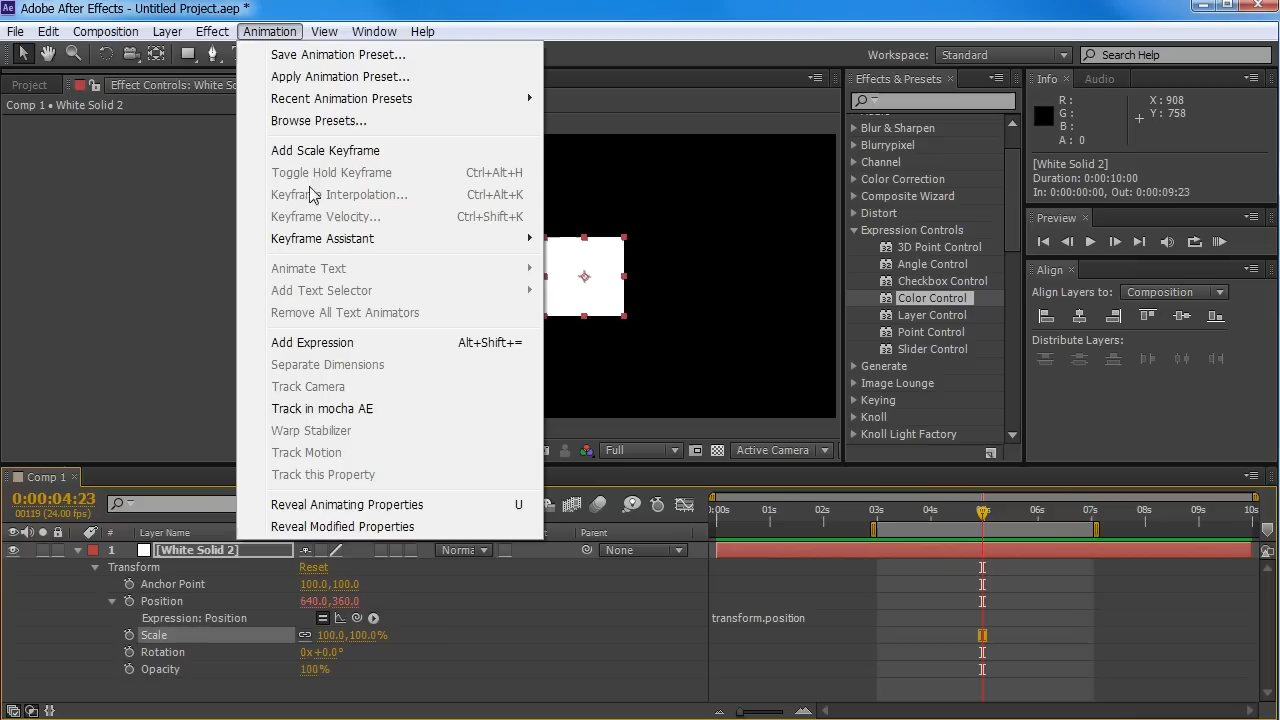 Adobe After Effects - Untitled Project.aep *
File Edit Composition Layer Effect Animation View Window Help
Workspace: Standard Search Help
Project Effect Controls: White So
Comp 1 • White Solid 2
Save Animation Preset...
Apply Animation Preset...
Recent Animation Presets
Browse Presets...
Add Scale Keyframe
Toggle Hold Keyframe Ctrl+Alt+H
Keyframe Interpolation... Ctrl+Alt+K
Keyframe Velocity... Ctrl+Shift+K
Keyframe Assistant
Animate Text
Add Text Selector
Remove All Text Animators
Add Expression Alt+Shift+=
Separate Dimensions
Track Camera
Track in mocha AE
Warp Stabilizer
Track Motion
Track this Property
Reveal Animating Properties U
Reveal Modified Properties
Full Active Camera
Effects & Presets
Blur & Sharpen
Blurrypixel
Channel
Color Correction
Composite Wizard
Distort
Expression Controls
3D Point Control
Angle Control
Checkbox Control
Color Control
Layer Control
Point Control
Slider Control
Generate
Image Lounge
Keying
Knoll
Knoll Light Factory
Info Audio
R :
G :
B :
A : 0
X : 908
Y : 758
[White Solid 2]
Duration: 0:00:10:00
In: 0:00:00:00, Out: 0:00:09:23
Preview
Align
Align Layers to: Composition
Distribute Layers:
Comp 1
0:00:04:23
00119 (24.00 fps)
# Layer Name Parent
:00s 01s 02s 03s 04s 05s 06s 07s 08s 09s 10s
1 [White Solid 2] Norma None
Transform Reset
Anchor Point 100.0,100.0
Position 640.0,360.0
Expression: Position transform.position
Scale 100.0,100.0%
Rotation 0x+0.0°
Opacity 100%